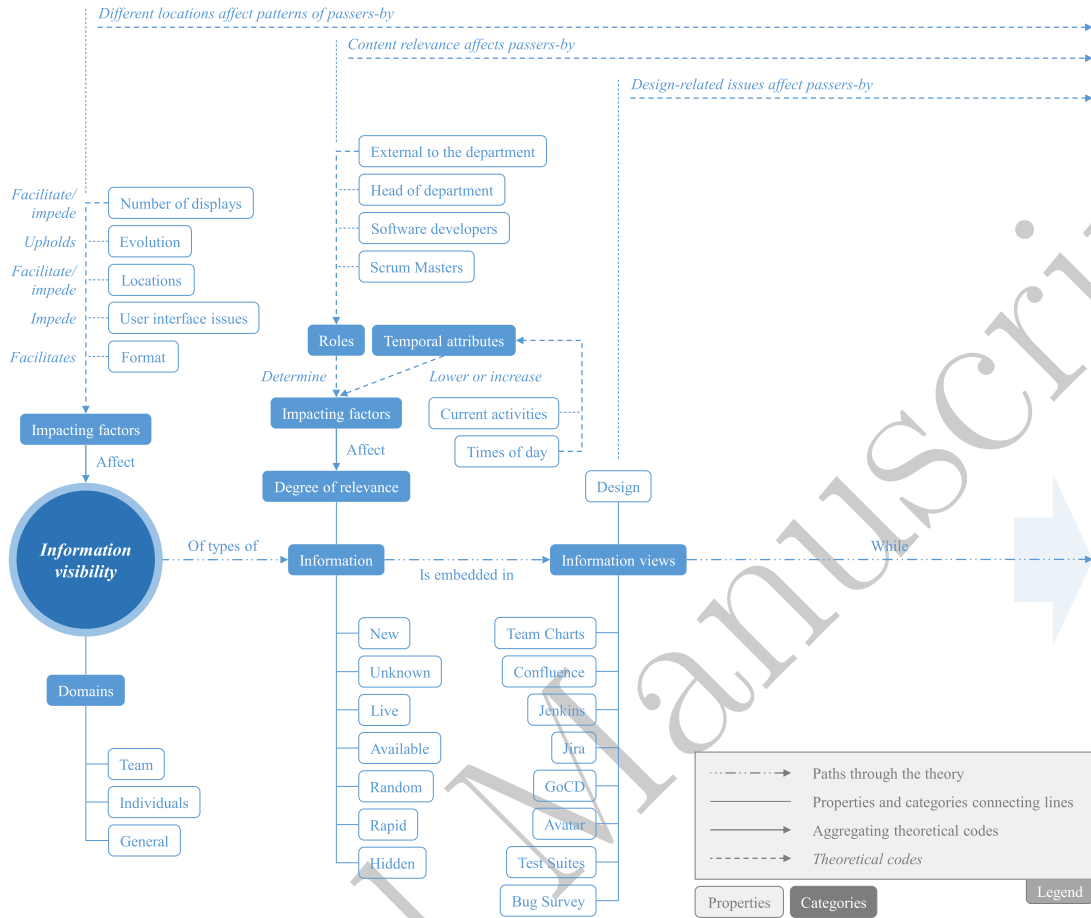 Different locations affect patterns of passers-by
Content relevance affects passers-by
Design-related issues affect passers-by
External to the department
Head of department
Software developers
Scrum Masters
Facilitate/
impede
Number of displays
Upholds
Evolution
Facilitate/
impede
Locations
Impede
User interface issues
Facilitates
Format
Roles
Temporal attributes
Determine
Lower or increase
Impacting factors
Current activities
Times of day
Impacting factors
Affect
Affect
Degree of relevance
Design
Information
visibility
Of types of
Information
Is embedded in
Information views
While
Domains
Team
Individuals
General
New
Unknown
Live
Available
Random
Rapid
Hidden
Team Charts
Confluence
Jenkins
Jira
GoCD
Avatar
Test Suites
Bug Survey
Paths through the theory
Properties and categories connecting lines
Aggregating theoretical codes
Theoretical codes
Properties
Categories
Legend